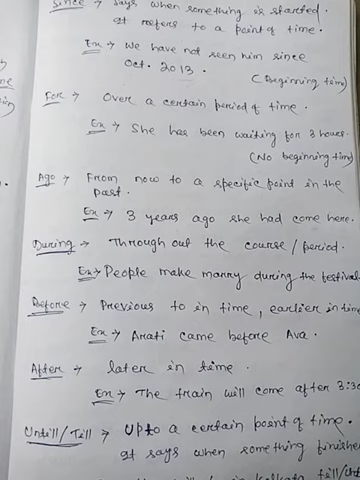 Since → Says when something is started.
It refers to a point of time.
Ex → We have not seen him since
Oct. 2013.
(Beginning time)
For → Over a certain period of time.
Ex → She has been waiting for 3 hours.
(No beginning time)
Ago → From now to a specific point in the
past.
Ex → 3 years ago she had come here.
During → Through out the course/period.
Ex → People make marry during the festival
Before → Previous to in time, earlier in time
Ex → Arati came before Ava.
After → later in time.
Ex → The train will come after 3:30
Untill/Till → Upto a certain point of time.
It says when something finishe